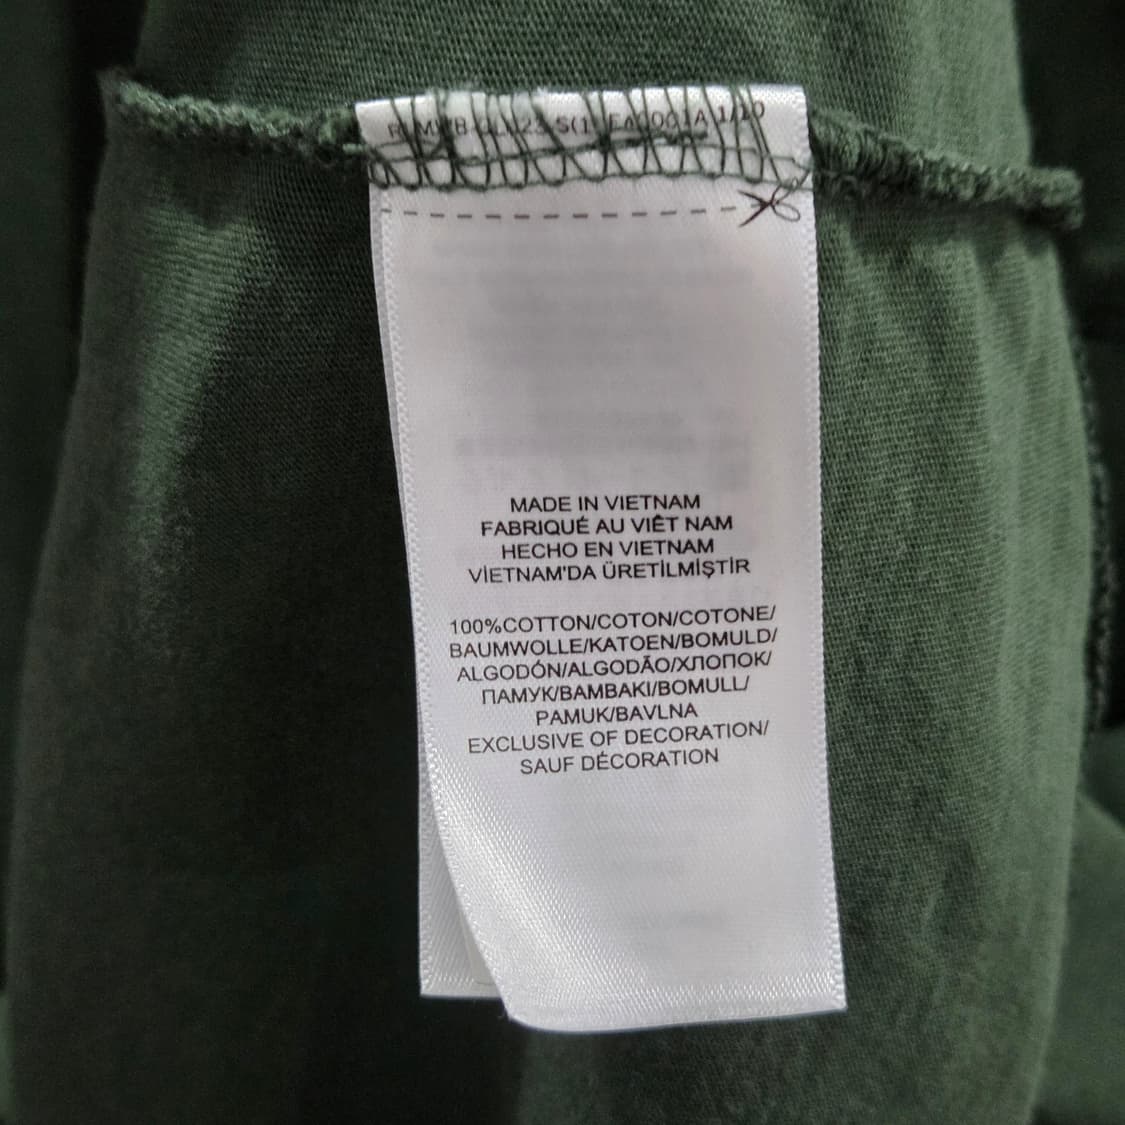 MADE IN VIETNAM
FABRIQUÉ AU VIÊT NAM
HECHO EN VIETNAM
VİETNAM'DA ÜRETİLMİŞTİR
100%COTTON/COTON/COTONE/
BAUMWOLLE/KATOEN/BOMULD/
ALGODÓN/ALGODÃO/ХЛОПОК/
ПАМУК/BAMBAKI/BOMULL/
PAMUK/BAVLNA
EXCLUSIVE OF DECORATION/
SAUF DÉCORATION